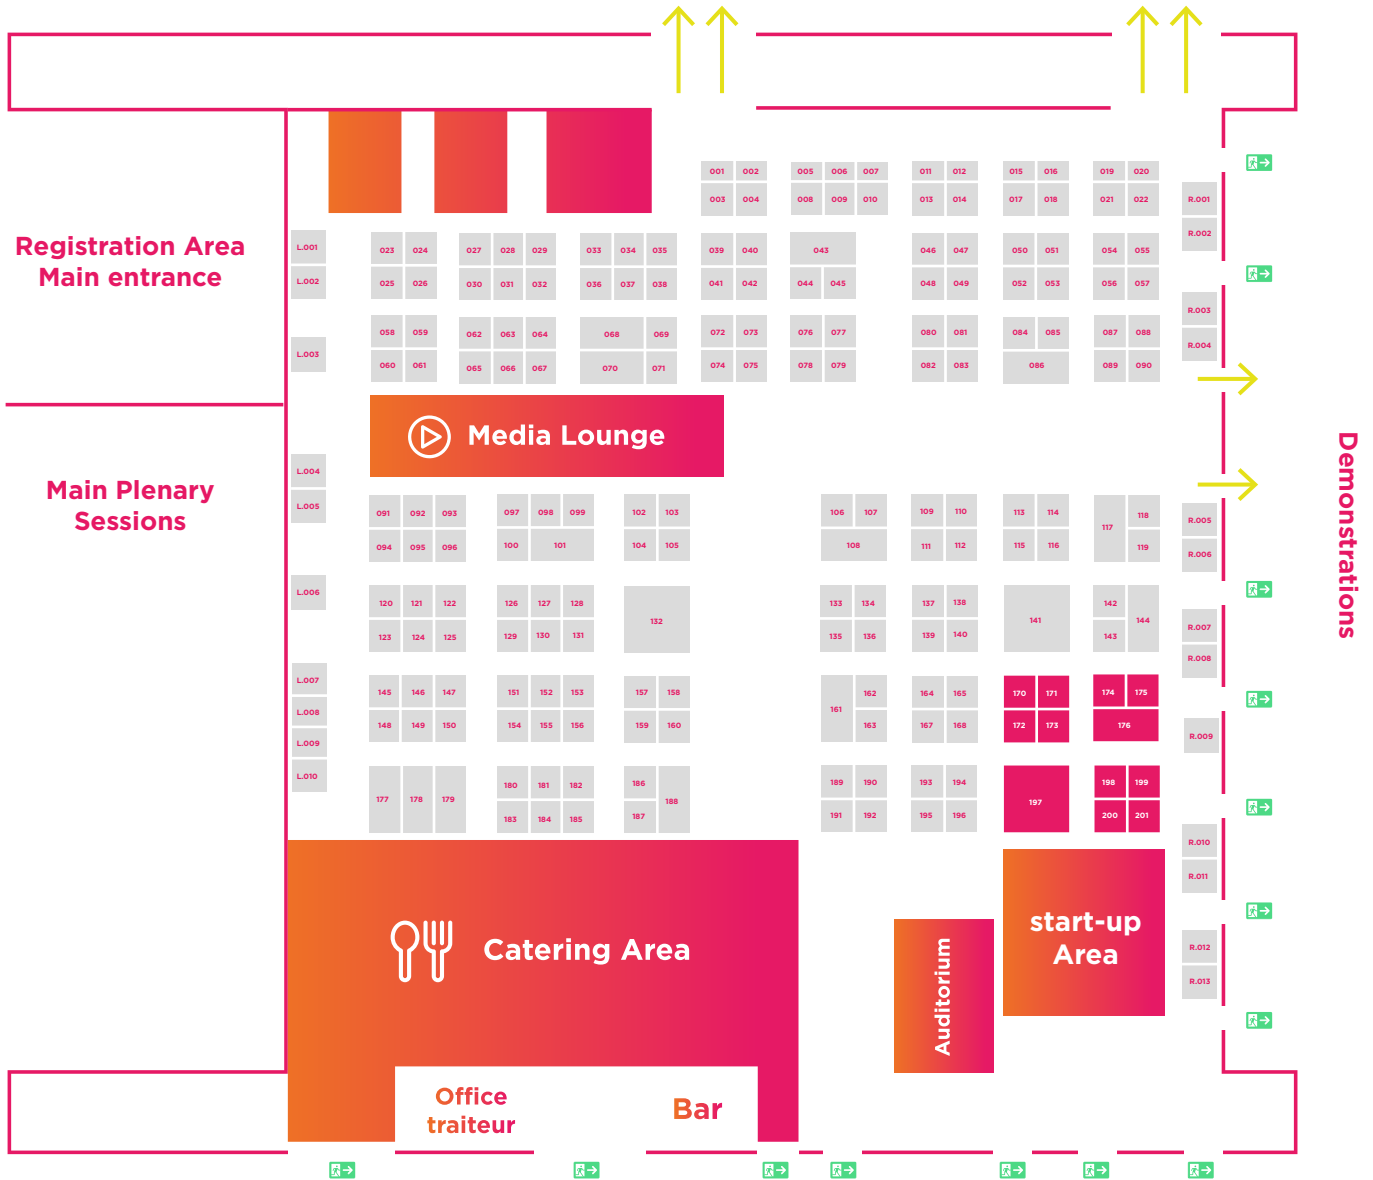 001 002 005 006 007 011 012 015 016 019 020
003 004 008 009 010 013 014 017 018 021 022
R.001
R.002
Registration Area
Main entrance
L.001
L.002
023 024 027 028 029 033 034 035 039 040 043 046 047 050 051 054 055
025 026 030 031 032 036 037 038 041 042 044 045 048 049 052 053 056 057
R.003
R.004
L.003
058 059 062 063 064 068 069 072 073 076 077 080 081 084 085 087 088
060 061 065 066 067 070 071 074 075 078 079 082 083 086 089 090
Media Lounge
Demonstrations
Main Plenary
Sessions
L.004
L.005
091 092 093 097 098 099 102 103 106 107 109 110 113 114 117 118
094 095 096 100 101 104 105 108 111 112 115 116 119
R.005
R.006
L.006
120 121 122 126 127 128 132 133 134 137 138 141 142 144
123 124 125 129 130 131 135 136 139 140 143
R.007
R.008
L.007
L.008
L.009
L.010
145 146 147 151 152 153 157 158 161 162 164 165 170 171 174 175
148 149 150 154 155 156 159 160 163 167 168 172 173 176
R.009
177 178 179 180 181 182 186 188 189 190 193 194 197 198 199
183 184 185 187 191 192 195 196 200 201
R.010
R.011
Catering Area
Auditorium
start-up
Area
R.012
R.013
Office
traiteur
Bar